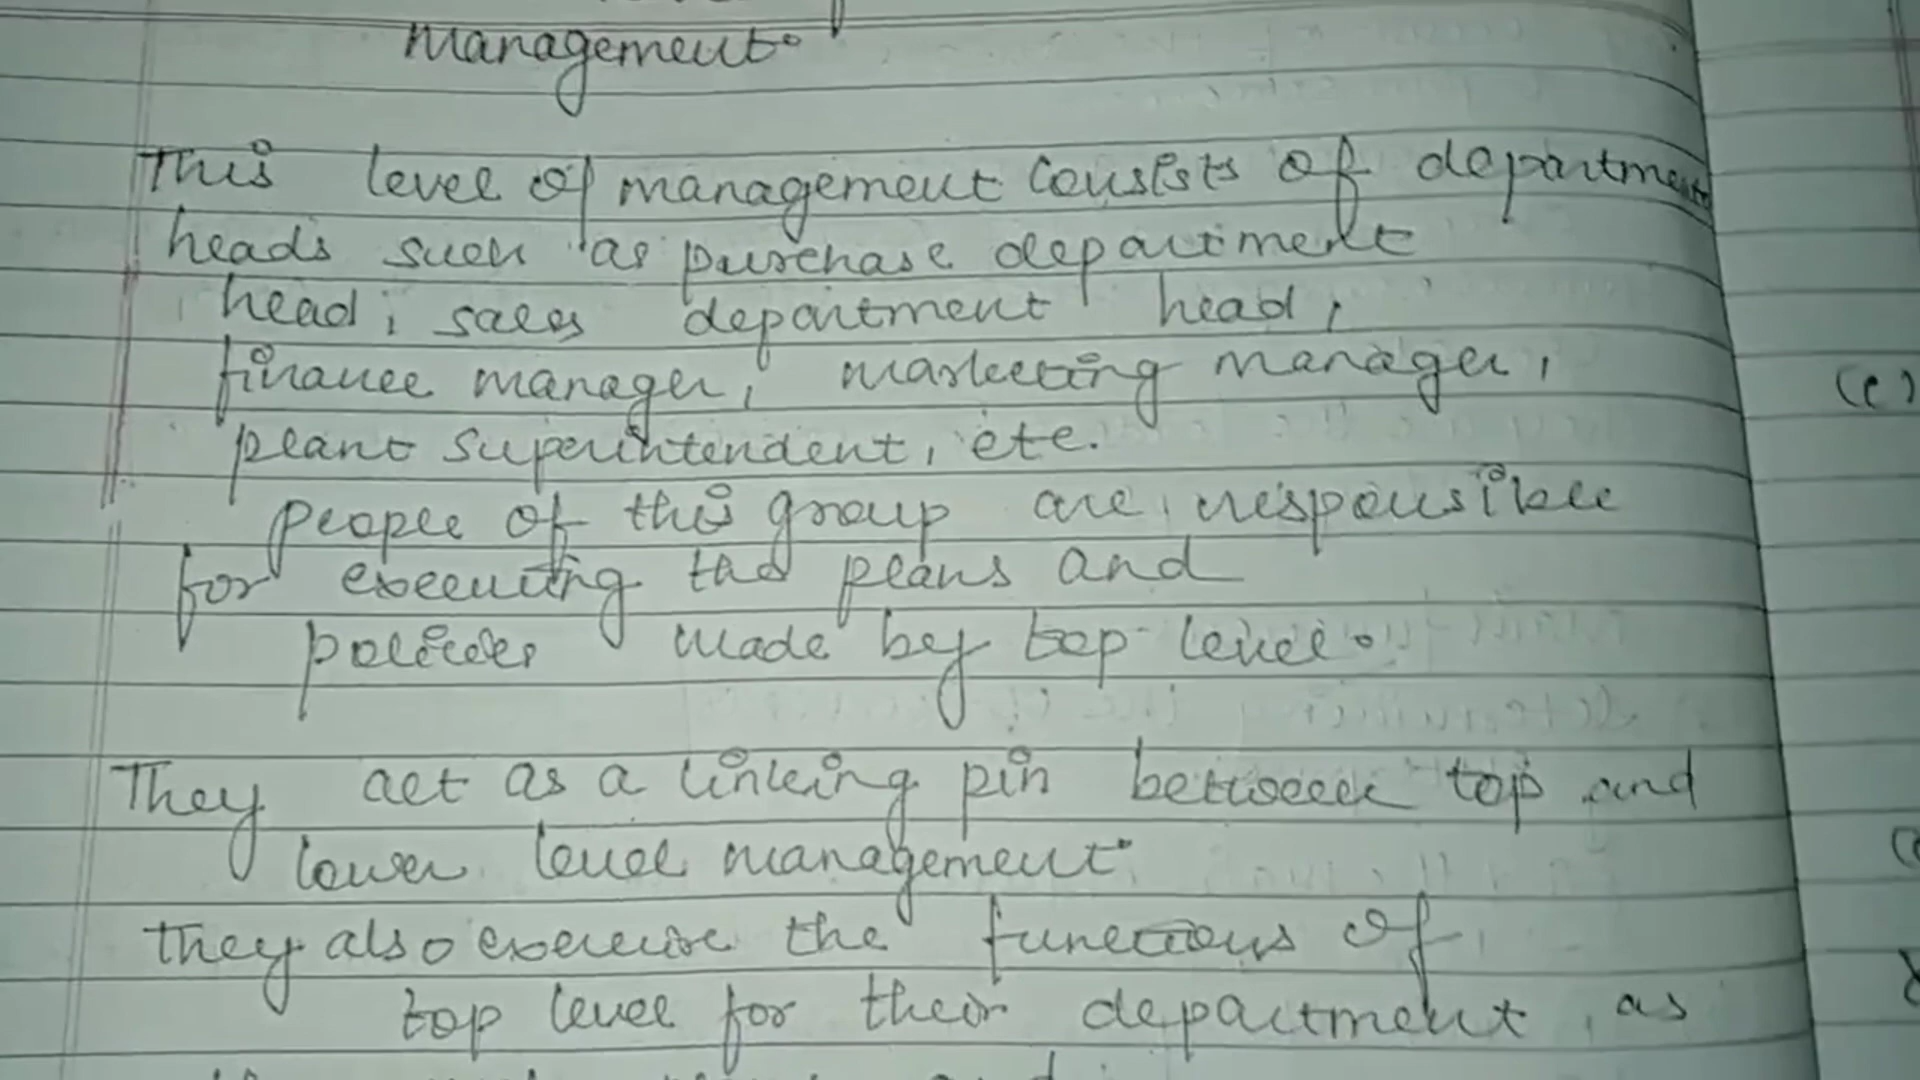 management.
This level of management consists of department
heads such as purchase department
head, sales department head,
finance manager, marketing manager,
plant superintendent, etc.
people of this group are responsible
for executing the plans and
policies made by top level.
They act as a linking pin between top and
lower level management.
they also exercise the functions of
top level for their department, as
(c)